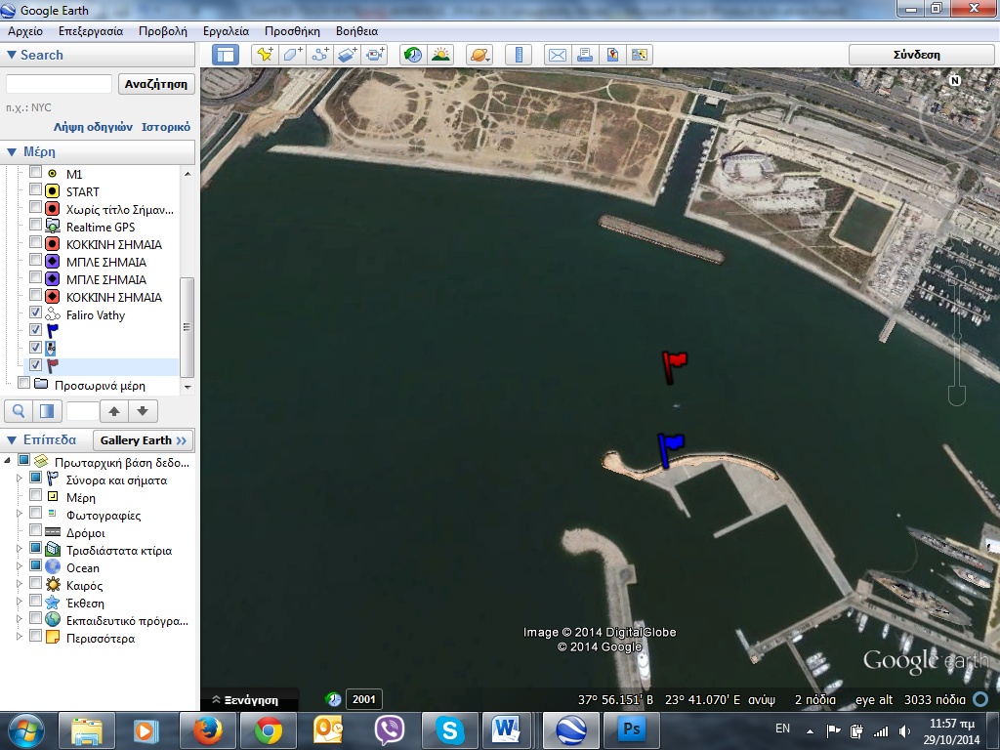 Google Earth
Αρχείο Επεξεργασία Προβολή Εργαλεία Προσθήκη Βοήθεια
Search
Σύνδεση
Αναζήτηση
π.χ.: NYC
Λήψη οδηγιών Ιστορικό
Μέρη
M1
START
Χωρίς τίτλο Σήμαν...
Realtime GPS
ΚΟΚΚΙΝΗ ΣΗΜΑΙΑ
ΜΠΛΕ ΣΗΜΑΙΑ
ΜΠΛΕ ΣΗΜΑΙΑ
ΚΟΚΚΙΝΗ ΣΗΜΑΙΑ
Faliro Vathy
Προσωρινά μέρη
Επίπεδα
Gallery Earth >>
Πρωταρχική βάση δεδο...
Σύνορα και σήματα
Μέρη
Φωτογραφίες
Δρόμοι
Τρισδιάστατα κτίρια
Ocean
Καιρός
Έκθεση
Εκπαιδευτικό πρόγρα...
Περισσότερα
N
Image © 2014 DigitalGlobe
© 2014 Google
Google earth
Ξενάγηση
2001
37° 56.151' B 23° 41.070' E ανύψ 2 πόδια eye alt 3033 πόδια
EN
11:57 πμ
29/10/2014
W
Ps